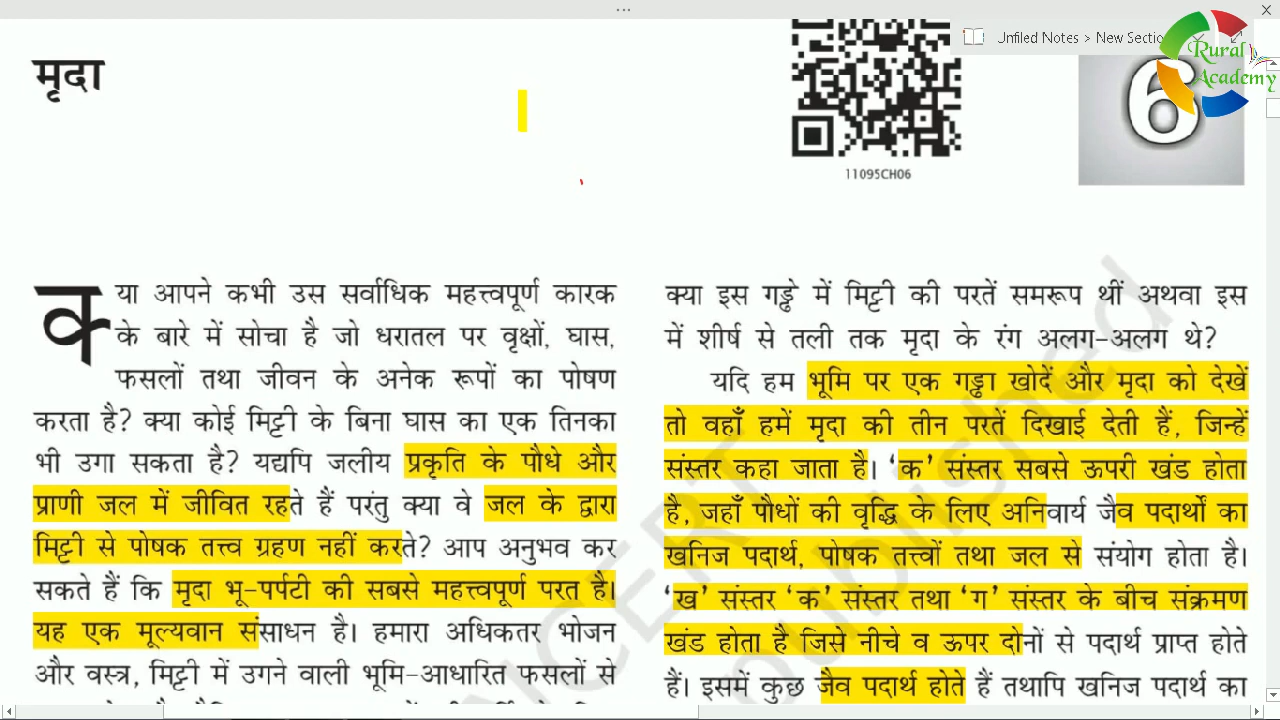 Unfiled Notes > New Sectio
Rural
Academy
मृदा
11095CH06
6
क्या आपने कभी उस सर्वाधिक महत्त्वपूर्ण कारक
के बारे में सोचा है जो धरातल पर वृक्षों, घास,
फसलों तथा जीवन के अनेक रूपों का पोषण
करता है? क्या कोई मिट्टी के बिना घास का एक तिनका
भी उगा सकता है? यद्यपि जलीय प्रकृति के पौधे और
प्राणी जल में जीवित रहते हैं परंतु क्या वे जल के द्वारा
मिट्टी से पोषक तत्त्व ग्रहण नहीं करते? आप अनुभव कर
सकते हैं कि मृदा भू-पर्पटी की सबसे महत्त्वपूर्ण परत है।
यह एक मूल्यवान संसाधन है। हमारा अधिकतर भोजन
और वस्त्र, मिट्टी में उगने वाली भूमि-आधारित फसलों से
क्या इस गड्ढे में मिट्टी की परतें समरूप थीं अथवा इस
में शीर्ष से तली तक मृदा के रंग अलग-अलग थे?
यदि हम भूमि पर एक गड्ढा खोदें और मृदा को देखें
तो वहाँ हमें मृदा की तीन परतें दिखाई देती हैं, जिन्हें
संस्तर कहा जाता है। 'क' संस्तर सबसे ऊपरी खंड होता
है, जहाँ पौधों की वृद्धि के लिए अनिवार्य जैव पदार्थों का
खनिज पदार्थ, पोषक तत्त्वों तथा जल से संयोग होता है।
'ख' संस्तर 'क' संस्तर तथा 'ग' संस्तर के बीच संक्रमण
खंड होता है जिसे नीचे व ऊपर दोनों से पदार्थ प्राप्त होते
हैं। इसमें कुछ जैव पदार्थ होते हैं तथापि खनिज पदार्थ का
NCERT
published